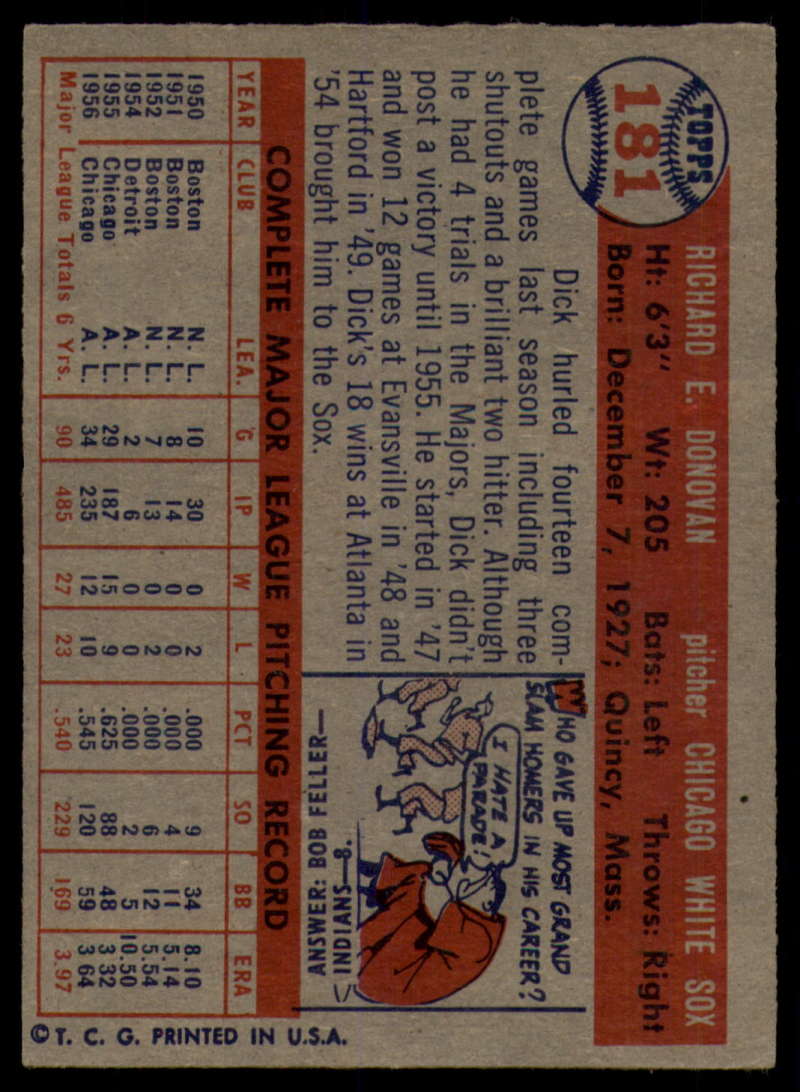 TOPPS
181
RICHARD E. DONOVAN pitcher CHICAGO WHITE SOX
Ht: 6'3" Wt: 205 Bats: Left Throws: Right
Born: December 7, 1927; Quincy, Mass.
Dick hurled fourteen com-
plete games last season including three
shutouts and a brilliant two hitter. Although
he had 4 trials in the Majors, Dick didn't
post a victory until 1955. He started in '47
and won 12 games at Evansville in '48 and
Hartford in '49. Dick's 18 wins at Atlanta in
'54 brought him to the Sox.
WHO GAVE UP MOST GRAND
SLAM HOMERS IN HIS CAREER?
I HATE A
PARADE!
ANSWER: BOB FELLER—
INDIANS—8.
COMPLETE MAJOR LEAGUE PITCHING RECORD
YEAR CLUB LEA. G IP W L PCT SO BB ERA
1950 Boston N. L. 10 30 0 2 .000 9 34 8.10
1951 Boston N. L. 8 14 0 0 .000 4 11 5.14
1952 Boston N. L. 7 13 0 2 .000 6 12 5.54
1954 Detroit A. L. 2 6 0 0 .000 2 5 10.50
1955 Chicago A. L. 29 187 15 9 .625 88 48 3.32
1956 Chicago A. L. 34 235 12 10 .545 120 59 3.64
Major League Totals 6 Yrs. 90 485 27 23 .540 229 169 3.97
© T. C. G. PRINTED IN U.S.A.